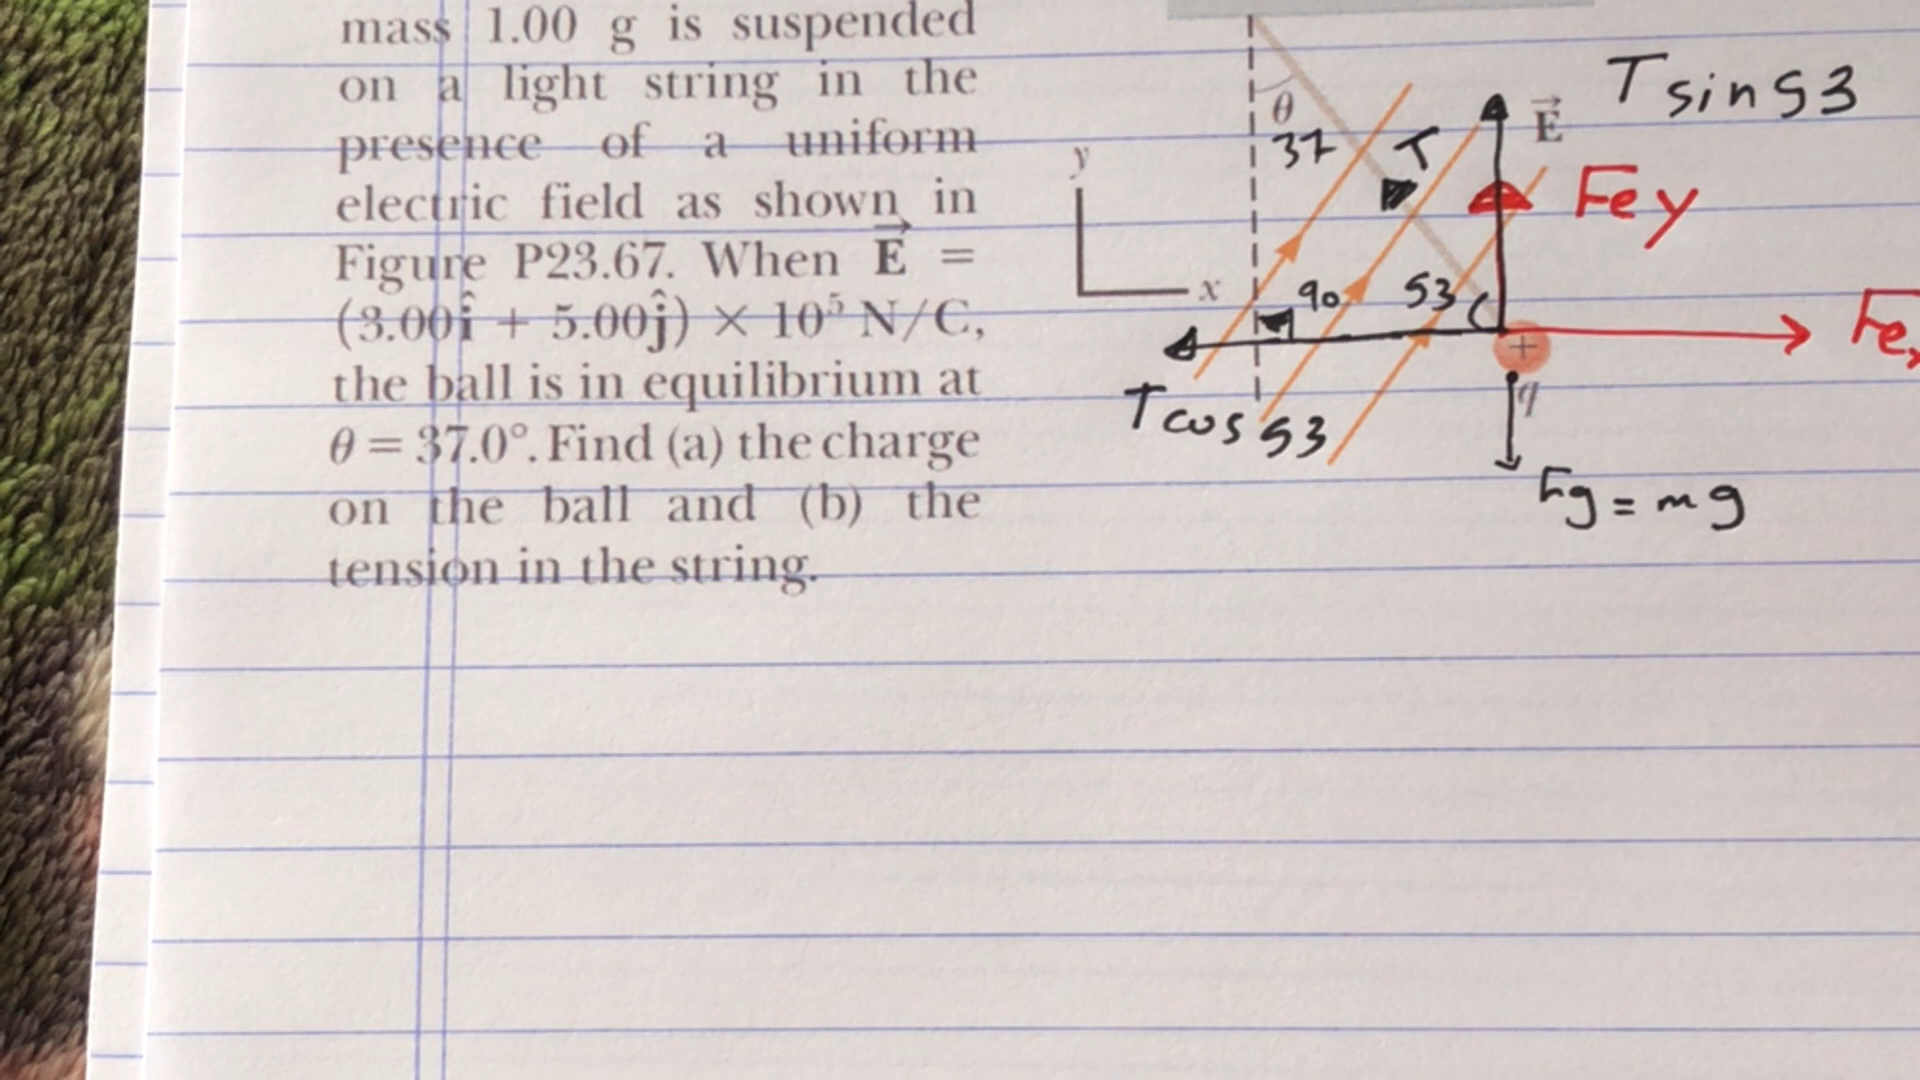 mass 1.00 g is suspended
on a light string in the
presence of a uniform
electric field as shown in
Figure P23.67. When E⃗ =
(3.00î + 5.00ĵ) × 10⁵ N/C,
the ball is in equilibrium at
θ = 37.0°. Find (a) the charge
on the ball and (b) the
tension in the string.
y
x
θ
37
T
E⃗
T sin 53
Fey
90
53
+
q
T cos 53
Fg = mg